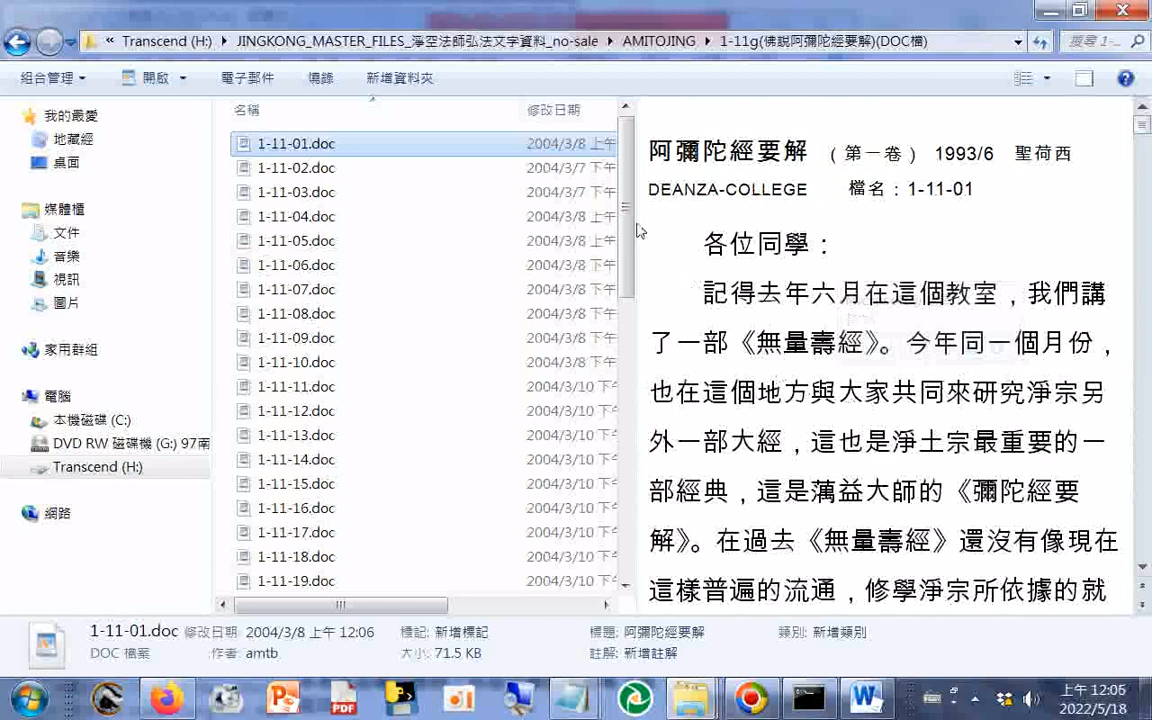 « Transcend (H:) ▸ JINGKONG_MASTER_FILES_淨空法師弘法文字資料_no-sale ▸ AMITOJING ▸ 1-11g(佛說阿彌陀經要解)(DOC檔)
搜尋 1-...
組合管理 開啟 電子郵件 燒錄 新增資料夾
我的最愛
地藏經
桌面
媒體櫃
文件
音樂
視訊
圖片
家用群組
電腦
本機磁碟 (C:)
DVD RW 磁碟機 (G:) 97南
Transcend (H:)
網路
名稱 修改日期
1-11-01.doc 2004/3/8 上午
1-11-02.doc 2004/3/7 下午
1-11-03.doc 2004/3/7 下午
1-11-04.doc 2004/3/8 上午
1-11-05.doc 2004/3/8 上午
1-11-06.doc 2004/3/8 下午
1-11-07.doc 2004/3/8 下午
1-11-08.doc 2004/3/8 下午
1-11-09.doc 2004/3/8 下午
1-11-10.doc 2004/3/8 下午
1-11-11.doc 2004/3/10 下午
1-11-12.doc 2004/3/10 下午
1-11-13.doc 2004/3/10 下午
1-11-14.doc 2004/3/10 下午
1-11-15.doc 2004/3/10 下午
1-11-16.doc 2004/3/10 下午
1-11-17.doc 2004/3/10 下午
1-11-18.doc 2004/3/10 下午
1-11-19.doc 2004/3/10 下午
阿彌陀經要解 （第一卷） 1993/6 聖荷西
DEANZA-COLLEGE 檔名：1-11-01
各位同學：
記得去年六月在這個教室，我們講
了一部《無量壽經》。今年同一個月份，
也在這個地方與大家共同來研究淨宗另
外一部大經，這也是淨土宗最重要的一
部經典，這是蕅益大師的《彌陀經要
解》。在過去《無量壽經》還沒有像現在
這樣普遍的流通，修學淨宗所依據的就
1-11-01.doc 修改日期: 2004/3/8 上午 12:06 標記: 新增標記 標題: 阿彌陀經要解 類別: 新增類別
DOC 檔案 作者: amtb 大小: 71.5 KB 註解: 新增註解
PDF
上午 12:05
2022/5/18